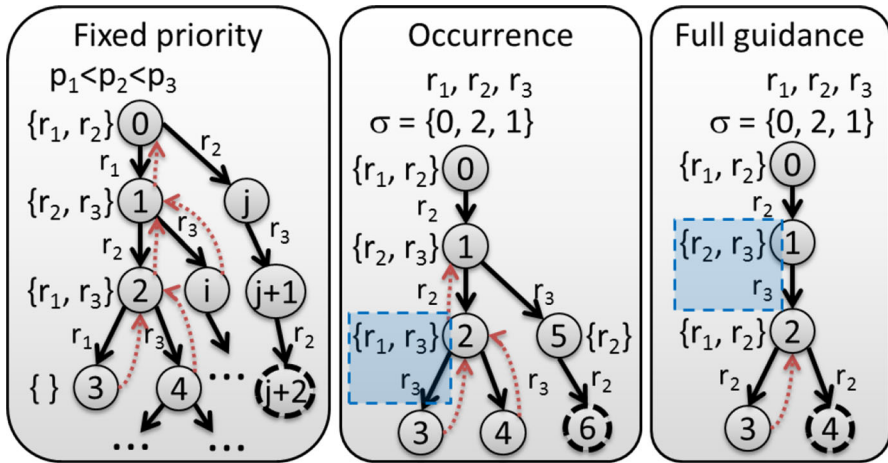 Fixed priority
p₁<p₂<p₃
{r₁, r₂} 0
r₁ r₂
{r₂, r₃} 1 j
r₂ r₃ r₃
{r₁, r₃} 2 i j+1
r₁ r₃ ... r₂
{ } 3 4 j+2
... ...
Occurrence
r₁, r₂, r₃
σ = {0, 2, 1}
{r₁, r₂} 0
r₂
{r₂, r₃} 1
r₂ r₃
{r₁, r₃} 2 5 {r₂}
r₃ r₃ r₂
3 4 6
Full guidance
r₁, r₂, r₃
σ = {0, 2, 1}
{r₁, r₂} 0
r₂
{r₂, r₃} 1
r₃
{r₁, r₂} 2
r₂ r₂
3 4